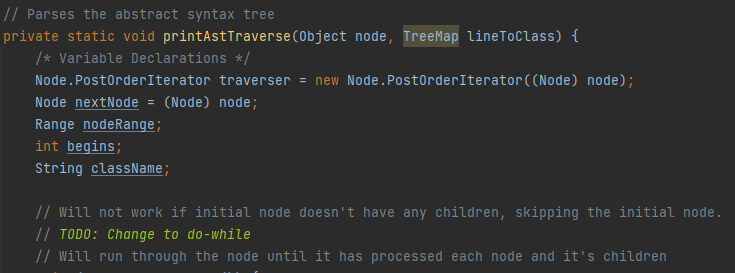 // Parses the abstract syntax tree
private static void printAstTraverse(Object node, TreeMap lineToClass) {
/* Variable Declarations */
Node.PostOrderIterator traverser = new Node.PostOrderIterator((Node) node);
Node nextNode = (Node) node;
Range nodeRange;
int begins;
String className;
// Will not work if initial node doesn't have any children, skipping the initial node.
// TODO: Change to do-while
// Will run through the node until it has processed each node and it's children